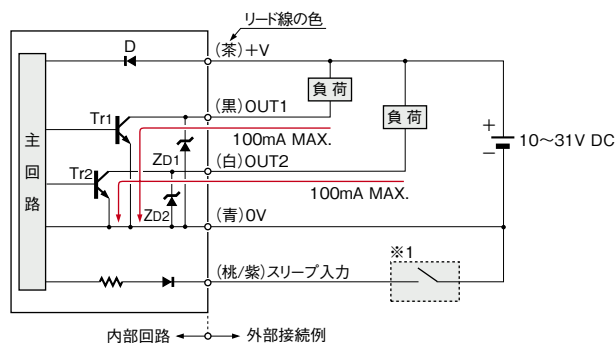 リード線の色
D
(茶)+V
負荷
負荷
Tr1
(黒)OUT1
100mA MAX.
主回路
ZD1
+
10〜31V DC
−
Tr2
(白)OUT2
100mA MAX.
ZD2
(青)0V
※1
(桃/紫)スリープ入力
内部回路
外部接続例